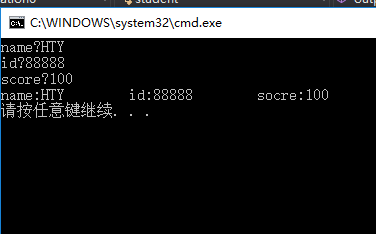 student
C:\WINDOWS\system32\cmd.exe
name?HTY
id?88888
score?100
name:HTY id:88888 socre:100
请按任意键继续. . .